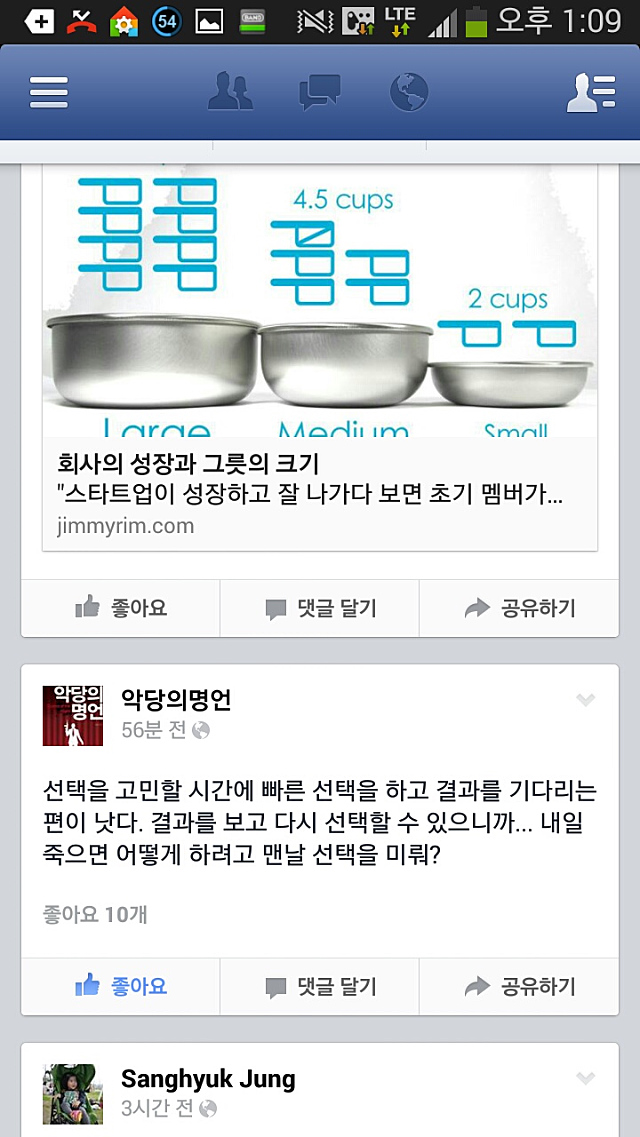 54
BAND
LTE
오후 1:09
4.5 cups
2 cups
Large
Medium
Small
회사의 성장과 그릇의 크기
"스타트업이 성장하고 잘 나가다 보면 초기 멤버가...
jimmyrim.com
좋아요 댓글 달기 공유하기
악당의
명언
악당의명언
56분 전
선택을 고민할 시간에 빠른 선택을 하고 결과를 기다리는
편이 낫다. 결과를 보고 다시 선택할 수 있으니까... 내일
죽으면 어떻게 하려고 맨날 선택을 미뤄?
좋아요 10개
좋아요 댓글 달기 공유하기
Sanghyuk Jung
3시간 전